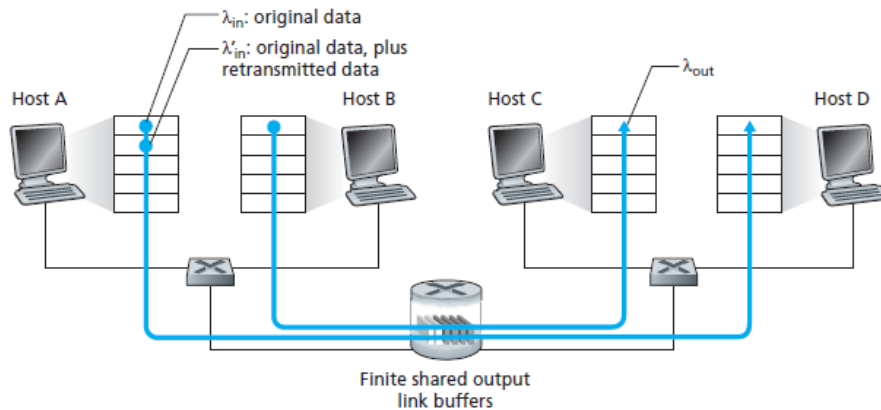 λin: original data
λ'in: original data, plus
retransmitted data
λout
Host A
Host B
Host C
Host D
Finite shared output
link buffers